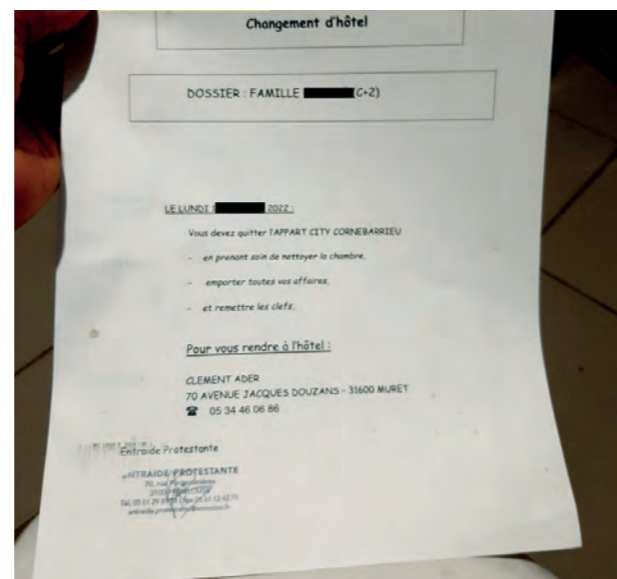 Changement d'hôtel
DOSSIER : FAMILLE (C+2)
LE LUNDI 2022 :
Vous devez quitter l'APPART CITY CORNEBARRIEU
- en prenant soin de nettoyer la chambre,
- emporter toutes vos affaires,
- et remettre les clefs.
Pour vous rendre à l'hôtel :
CLEMENT ADER
70 AVENUE JACQUES DOUZANS - 31600 MURET
☎ 05 34 46 06 86
Entraide Protestante
ENTRAIDE PROTESTANTE
70, rue